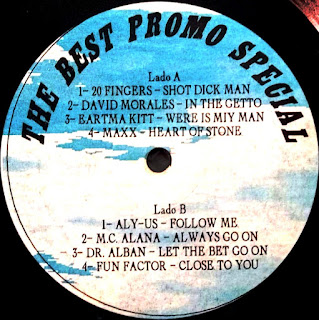 THE BEST PROMO SPECIAL
Lado A
1- 20 FINGERS - SHOT DICK MAN
2- DAVID MORALES - IN THE GETTO
3- EARTMA KITT - WERE IS MIY MAN
4- MAXX - HEART OF STONE
Lado B
1- ALY-US - FOLLOW ME
2- M.C. ALANA - ALWAYS GO ON
3- DR. ALBAN - LET THE BET GO ON
4- FUN FACTOR - CLOSE TO YOU